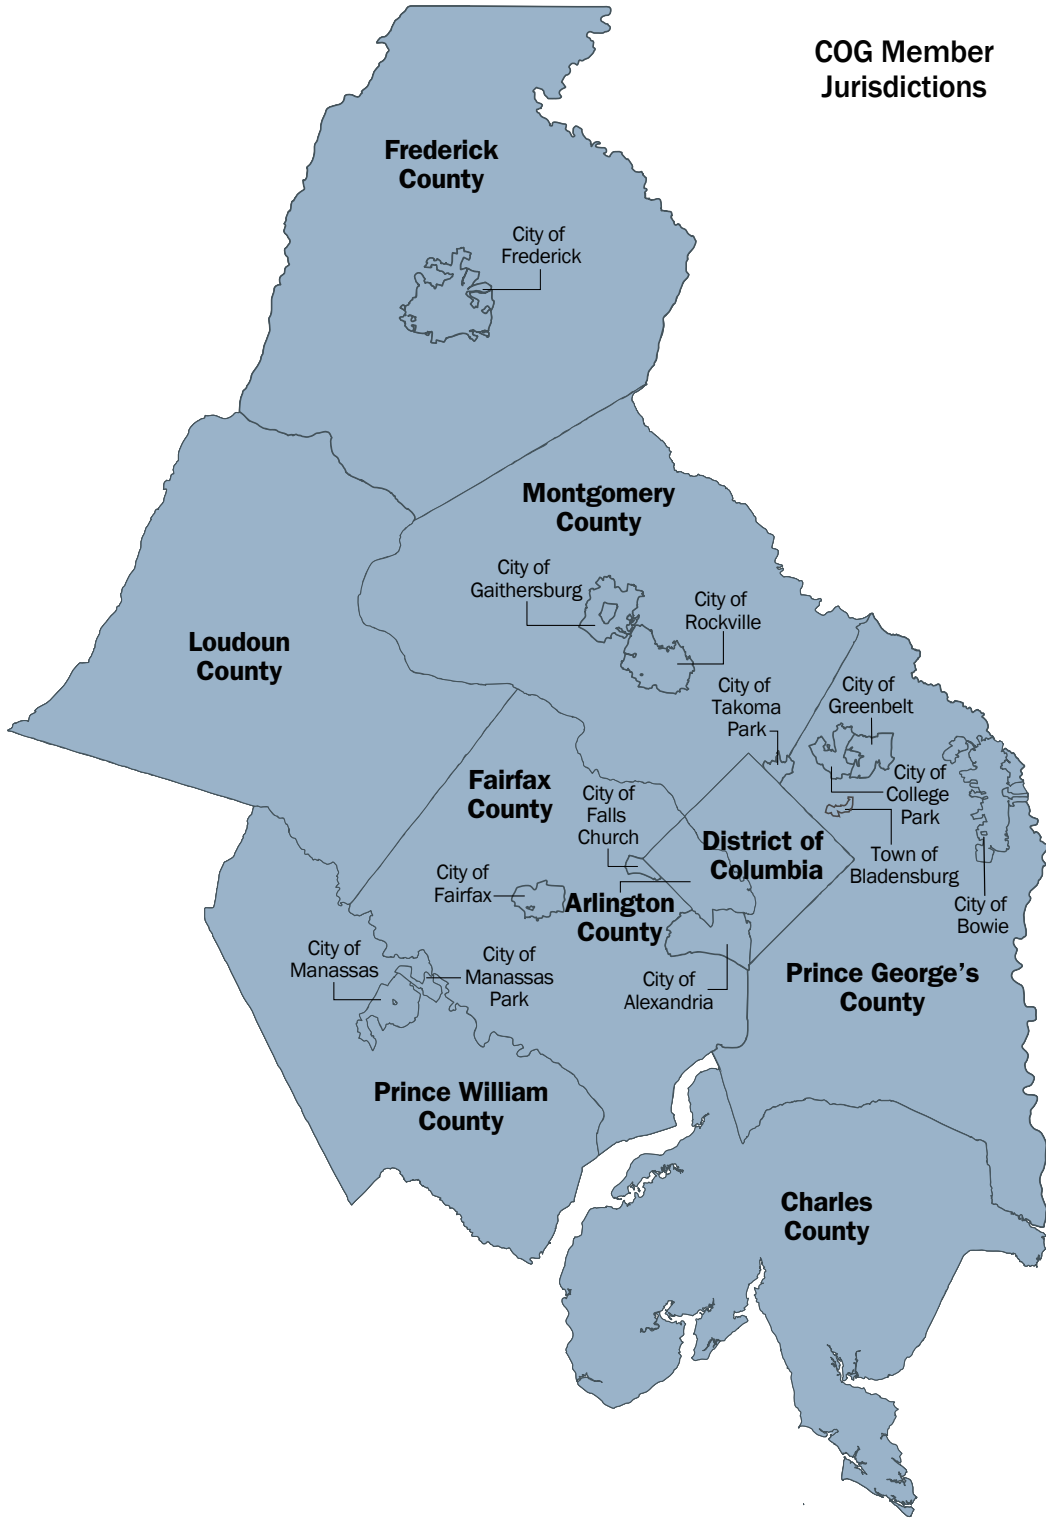 COG Member
Jurisdictions
Frederick
County
City of
Frederick
Montgomery
County
City of
Gaithersburg
City of
Rockville
Loudoun
County
City of
Takoma
Park
City of
Greenbelt
Fairfax
County
City of
Falls
Church
City of
College
Park
District of
Columbia
Town of
Bladensburg
City of
Fairfax
Arlington
County
City of
Bowie
City of
Manassas
City of
Manassas
Park
City of
Alexandria
Prince George's
County
Prince William
County
Charles
County